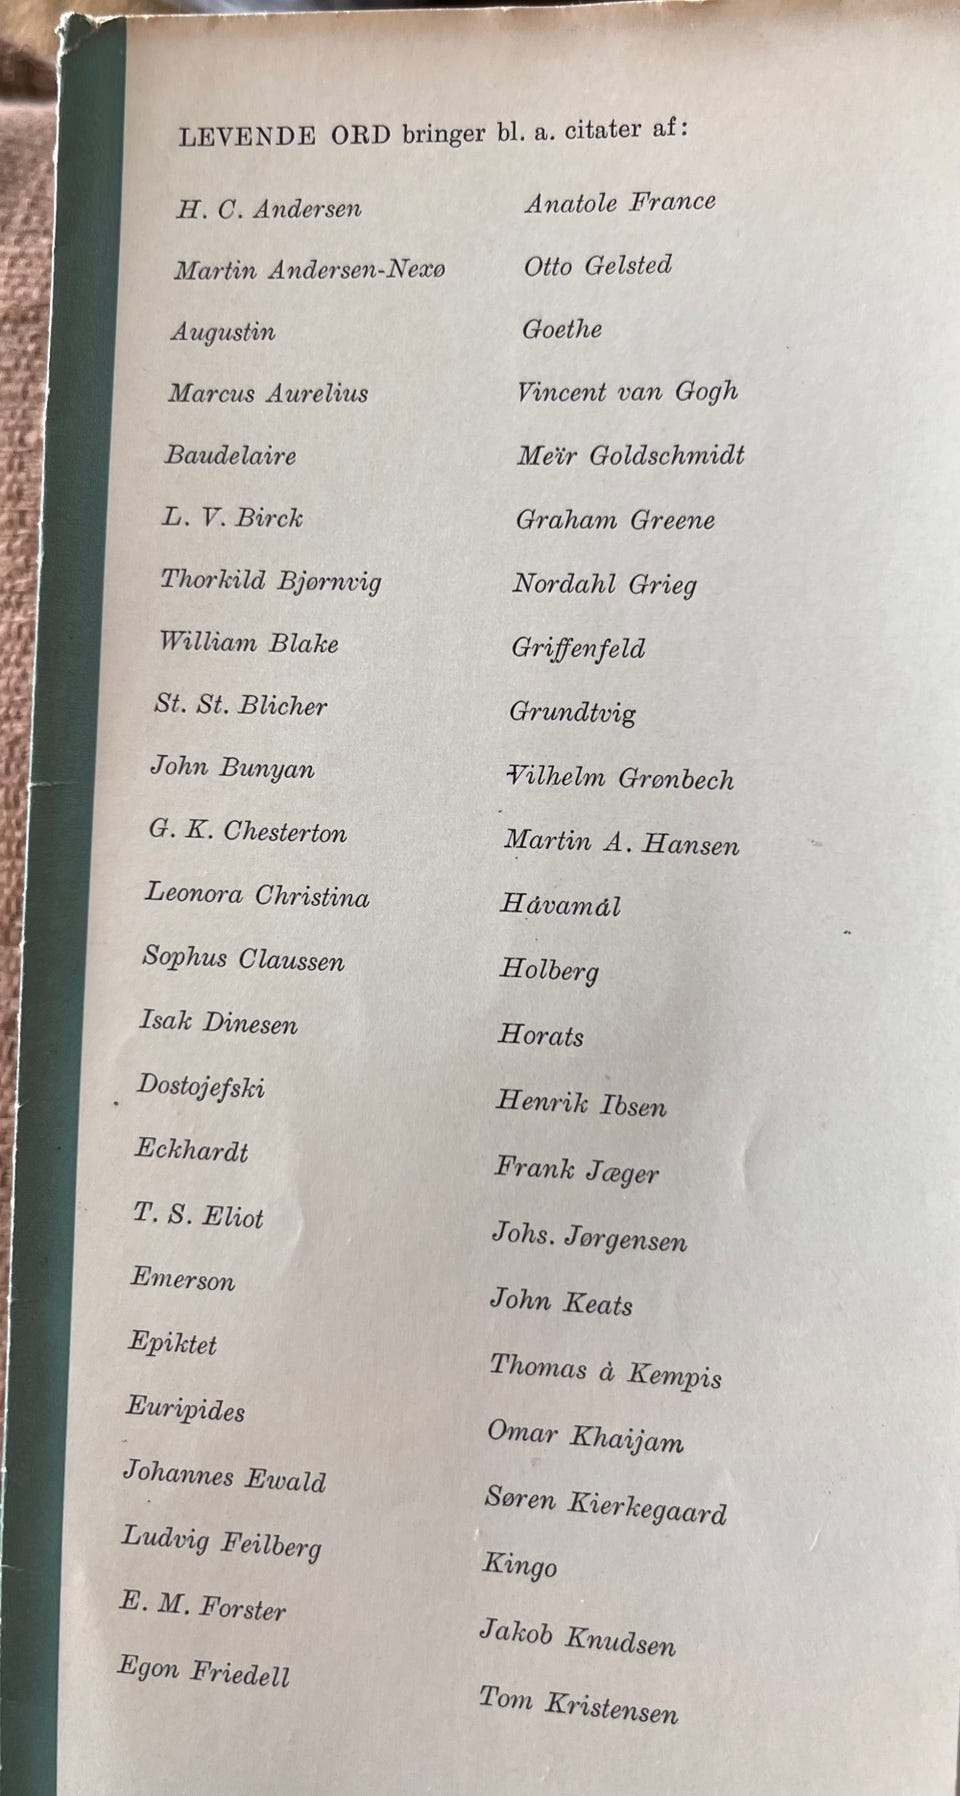 LEVENDE ORD bringer bl. a. citater af:
H. C. Andersen
Martin Andersen-Nexø
Augustin
Marcus Aurelius
Baudelaire
L. V. Birck
Thorkild Bjørnvig
William Blake
St. St. Blicher
John Bunyan
G. K. Chesterton
Leonora Christina
Sophus Claussen
Isak Dinesen
Dostojefski
Eckhardt
T. S. Eliot
Emerson
Epiktet
Euripides
Johannes Ewald
Ludvig Feilberg
E. M. Forster
Egon Friedell
Anatole France
Otto Gelsted
Goethe
Vincent van Gogh
Meïr Goldschmidt
Graham Greene
Nordahl Grieg
Griffenfeld
Grundtvig
Vilhelm Grønbech
Martin A. Hansen
Hávamál
Holberg
Horats
Henrik Ibsen
Frank Jæger
Johs. Jørgensen
John Keats
Thomas à Kempis
Omar Khaijam
Søren Kierkegaard
Kingo
Jakob Knudsen
Tom Kristensen